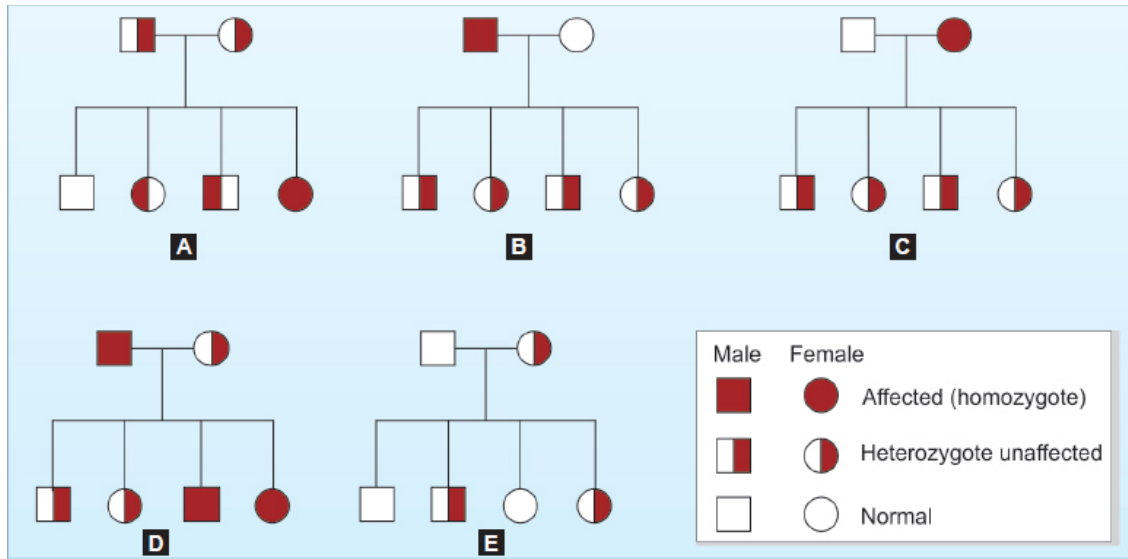 A
B
C
D
E
Male Female
Affected (homozygote)
Heterozygote unaffected
Normal